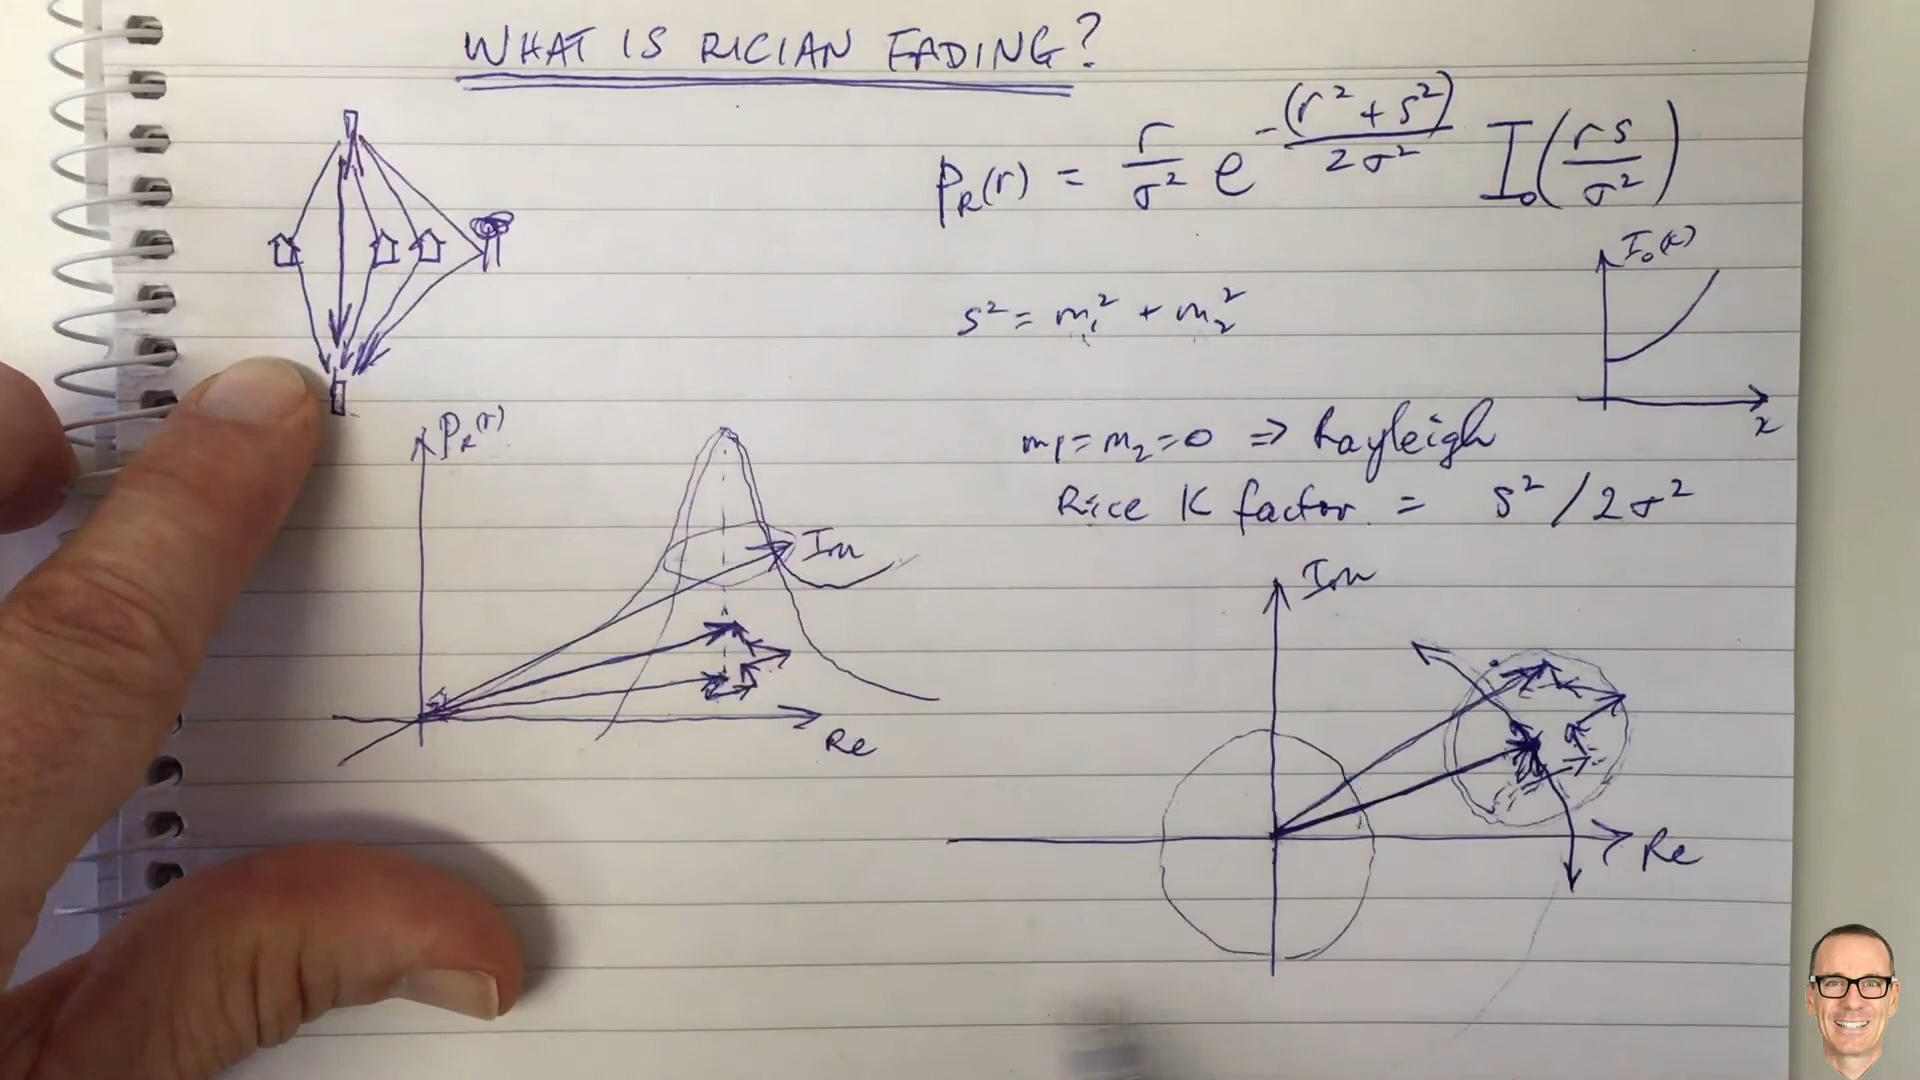 WHAT IS RICIAN FADING?
p_R(r) = r/σ² e^(-(r² + s²)/2σ²) I₀(rs/σ²)
I₀(x)
x
s² = m₁² + m₂²
m₁ = m₂ = 0 ⇒ Rayleigh
Rice K factor = s² / 2σ²
p_R(r)
Im
Re
Im
Re